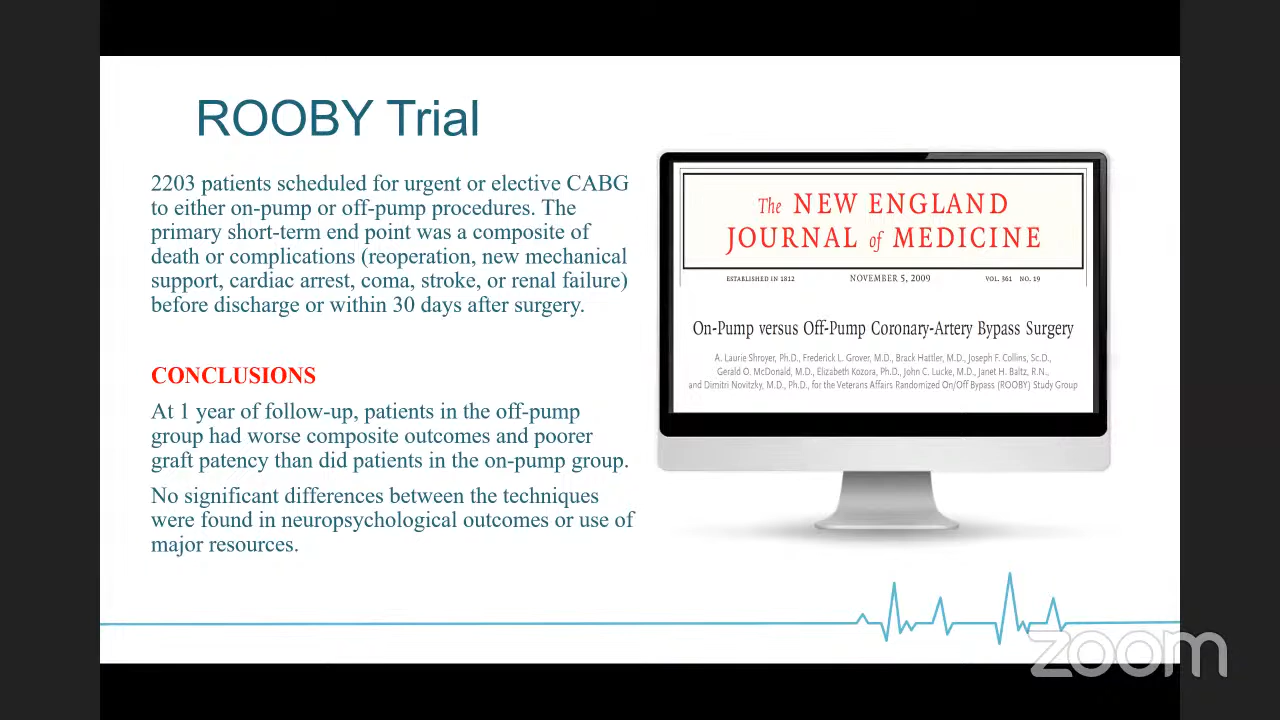 ROOBY Trial
2203 patients scheduled for urgent or elective CABG
to either on-pump or off-pump procedures. The
primary short-term end point was a composite of
death or complications (reoperation, new mechanical
support, cardiac arrest, coma, stroke, or renal failure)
before discharge or within 30 days after surgery.
CONCLUSIONS
At 1 year of follow-up, patients in the off-pump
group had worse composite outcomes and poorer
graft patency than did patients in the on-pump group.
No significant differences between the techniques
were found in neuropsychological outcomes or use of
major resources.
The NEW ENGLAND
JOURNAL of MEDICINE
ESTABLISHED IN 1812 NOVEMBER 5, 2009 VOL. 361 NO. 19
On-Pump versus Off-Pump Coronary-Artery Bypass Surgery
A. Laurie Shroyer, Ph.D., Frederick L. Grover, M.D., Brack Hattler, M.D., Joseph F. Collins, Sc.D.,
Gerald O. McDonald, M.D., Elizabeth Kozora, Ph.D., John C. Lucke, M.D., Janet H. Baltz, R.N.,
and Dimitri Novitzky, M.D., Ph.D., for the Veterans Affairs Randomized On/Off Bypass (ROOBY) Study Group
zoom